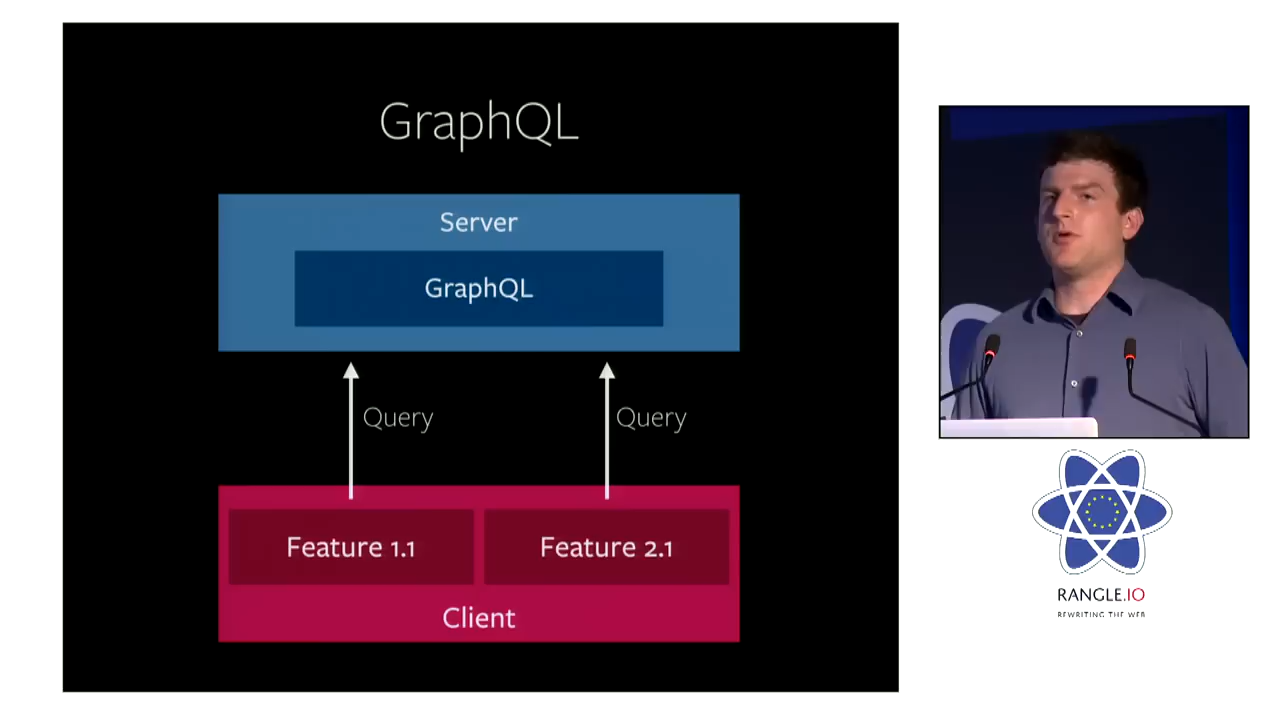 GraphQL
Server
GraphQL
Query
Query
Feature 1.1
Feature 2.1
Client
RANGLE.IO
REWRITING THE WEB